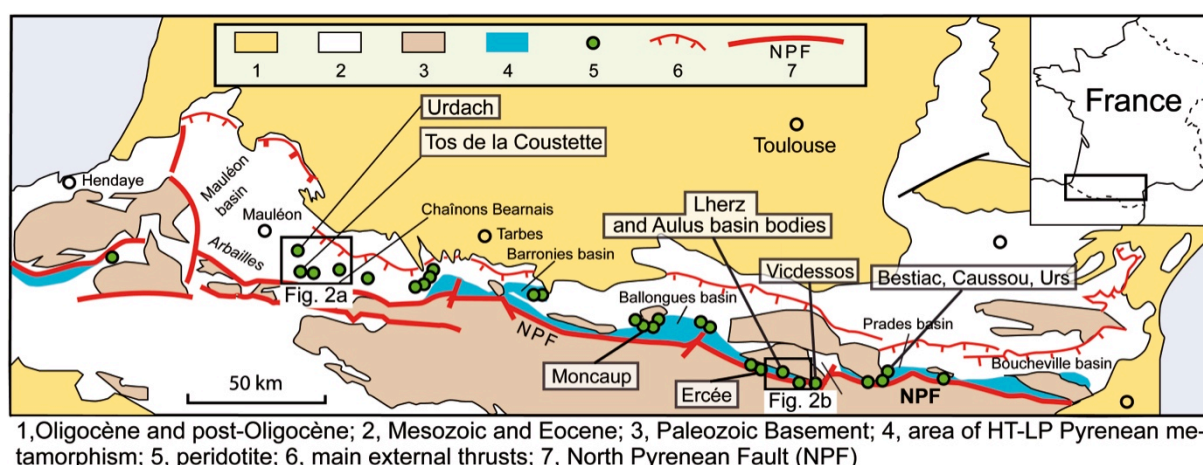 1
2
3
4
5
6
NPF
7
France
Urdach
Tos de la Coustette
Toulouse
Hendaye
Mauléon
basin
Mauléon
Arbailles
Chaînons Bearnais
Tarbes
Barronies basin
Lherz
and Aulus basin bodies
Vicdessos
Bestiac, Caussou, Urs
Fig. 2a
NPF
Ballongues basin
Prades basin
Boucheville basin
50 km
Moncaup
Ercée
Fig. 2b
NPF
1,Oligocène and post-Oligocène; 2, Mesozoic and Eocene; 3, Paleozoic Basement; 4, area of HT-LP Pyrenean me-
tamorphism; 5, peridotite; 6, main external thrusts; 7, North Pyrenean Fault (NPF)